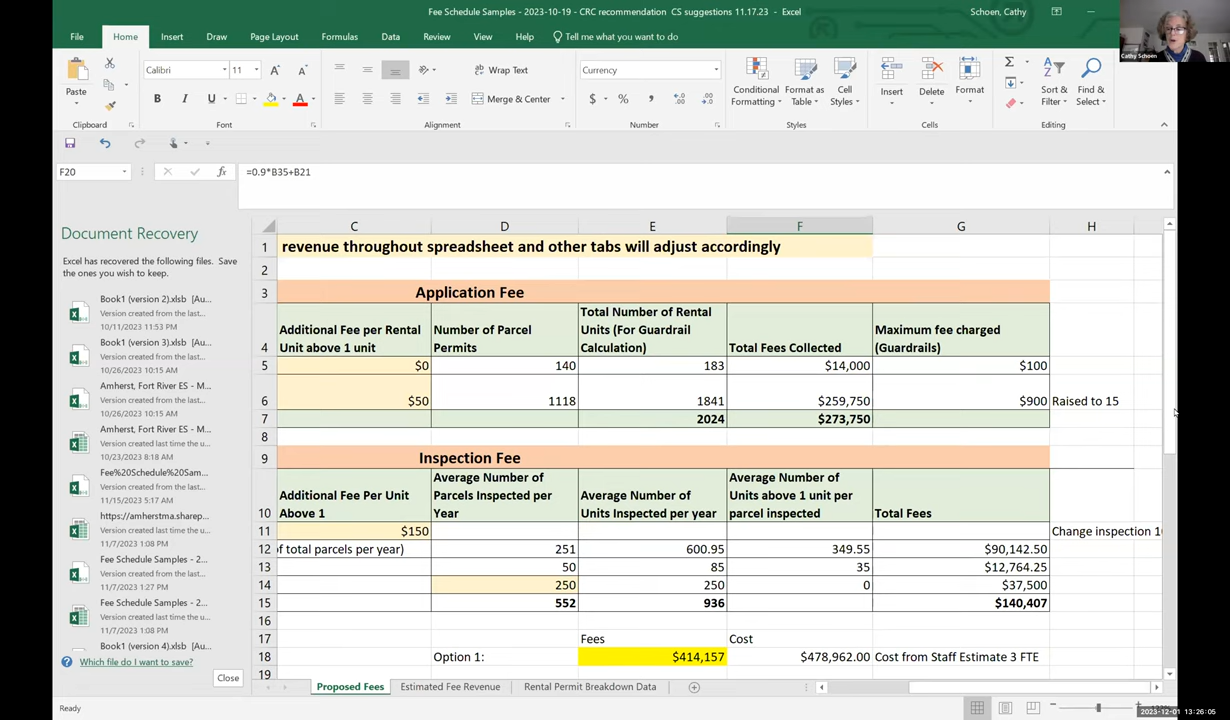 Fee Schedule Samples - 2023-10-19 - CRC recommendation CS suggestions 11.17.23 - Excel
Schoen, Cathy
Cathy Schoen
File Home Insert Draw Page Layout Formulas Data Review View Help Tell me what you want to do
Paste
Calibri 11
Wrap Text
Merge & Center
Currency
Conditional Formatting
Format as Table
Cell Styles
Insert Delete Format
Sort & Filter
Find & Select
Clipboard Font Alignment Number Styles Cells Editing
F20 =0.9*B35+B21
Document Recovery
Excel has recovered the following files. Save
the ones you wish to keep.
Book1 (version 2).xlsb [Au...
Version created from the last...
10/11/2023 11:53 PM
Book1 (version 3).xlsb [Au...
Version created from the last...
10/26/2023 10:15 AM
Amherst, Fort River ES - M...
Version created from the last...
10/26/2023 10:15 AM
Amherst, Fort River ES - M...
Version created last time the u...
10/23/2023 8:18 AM
Fee%20Schedule%20Sam...
Version created from the last...
11/15/2023 5:17 AM
https://amherstma.sharep...
Version created last time the u...
11/7/2023 1:08 PM
Fee Schedule Samples - 2...
Version created from the last...
11/7/2023 1:27 PM
Fee Schedule Samples - 2...
Version created last time the u...
11/7/2023 1:08 PM
Book1 (version 4).xlsb [Au...
Which file do I want to save?
Close
C D E F G H
1 revenue throughout spreadsheet and other tabs will adjust accordingly
2
3 Application Fee
4 Additional Fee per Rental Unit above 1 unit Number of Parcel Permits Total Number of Rental Units (For Guardrail Calculation) Total Fees Collected Maximum fee charged (Guardrails)
5 $0 140 183 $14,000 $100
6 $50 1118 1841 $259,750 $900 Raised to 15
7 2024 $273,750
8
9 Inspection Fee
10 Additional Fee Per Unit Above 1 Average Number of Parcels Inspected per Year Average Number of Units Inspected per year Average Number of Units above 1 unit per parcel inspected Total Fees
11 $150 Change inspection
12 of total parcels per year) 251 600.95 349.55 $90,142.50
13 50 85 35 $12,764.25
14 250 250 0 $37,500
15 552 936 $140,407
16
17 Fees Cost
18 Option 1: $414,157 $478,962.00 Cost from Staff Estimate 3 FTE
19
Proposed Fees Estimated Fee Revenue Rental Permit Breakdown Data
Ready
2023-12-01 13:26:05